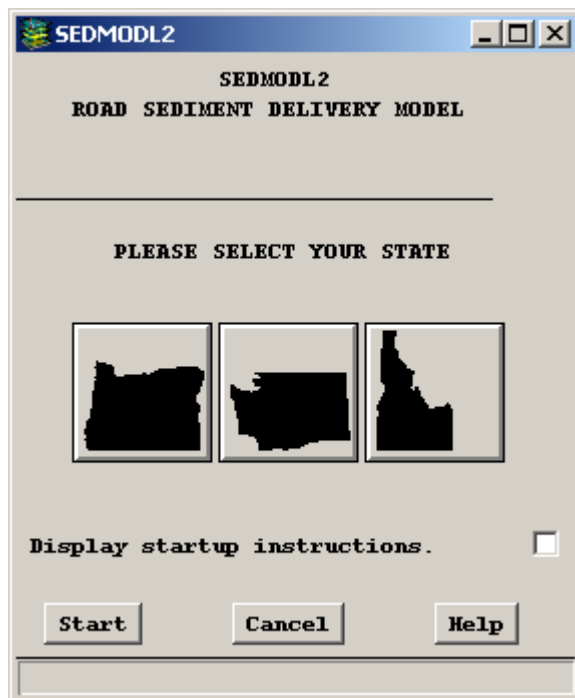 SEDMODL2
SEDMODL2
ROAD SEDIMENT DELIVERY MODEL
PLEASE SELECT YOUR STATE
Display startup instructions.
Start Cancel Help